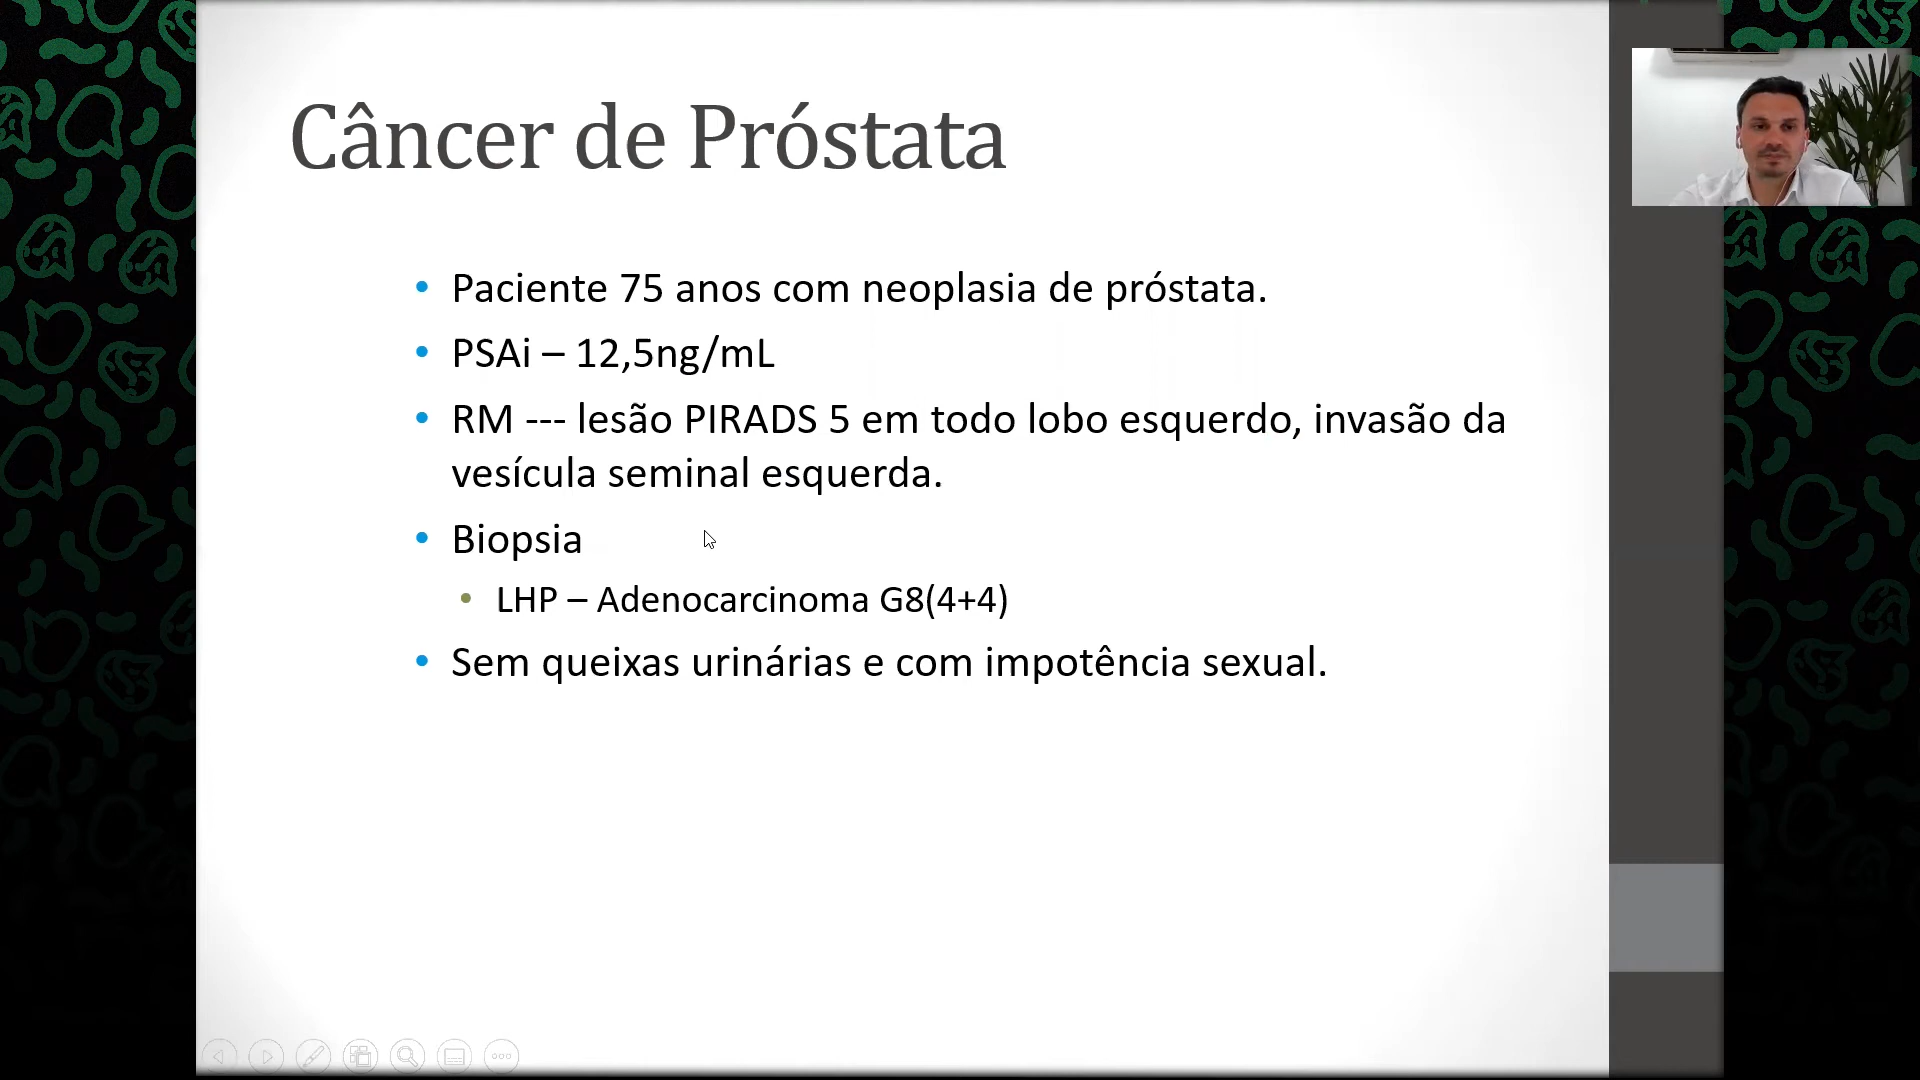 Câncer de Próstata
• Paciente 75 anos com neoplasia de próstata.
• PSAi – 12,5ng/mL
• RM --- lesão PIRADS 5 em todo lobo esquerdo, invasão da
vesícula seminal esquerda.
• Biopsia
• LHP – Adenocarcinoma G8(4+4)
• Sem queixas urinárias e com impotência sexual.